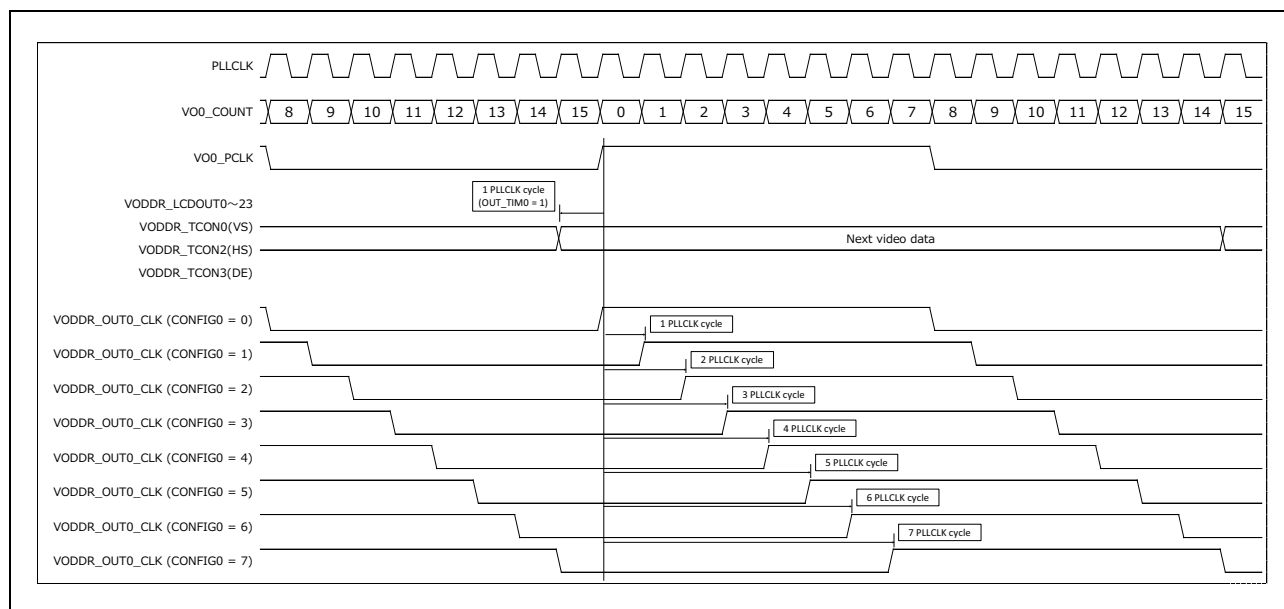 PLLCLK
VO0_COUNT 8 9 10 11 12 13 14 15 0 1 2 3 4 5 6 7 8 9 10 11 12 13 14 15
VO0_PCLK
1 PLLCLK cycle
(OUT_TIM0 = 1)
VODDR_LCDOUT0~23
VODDR_TCON0(VS)
Next video data
VODDR_TCON2(HS)
VODDR_TCON3(DE)
VODDR_OUT0_CLK (CONFIG0 = 0)
1 PLLCLK cycle
VODDR_OUT0_CLK (CONFIG0 = 1)
2 PLLCLK cycle
VODDR_OUT0_CLK (CONFIG0 = 2)
3 PLLCLK cycle
VODDR_OUT0_CLK (CONFIG0 = 3)
4 PLLCLK cycle
VODDR_OUT0_CLK (CONFIG0 = 4)
5 PLLCLK cycle
VODDR_OUT0_CLK (CONFIG0 = 5)
6 PLLCLK cycle
VODDR_OUT0_CLK (CONFIG0 = 6)
7 PLLCLK cycle
VODDR_OUT0_CLK (CONFIG0 = 7)